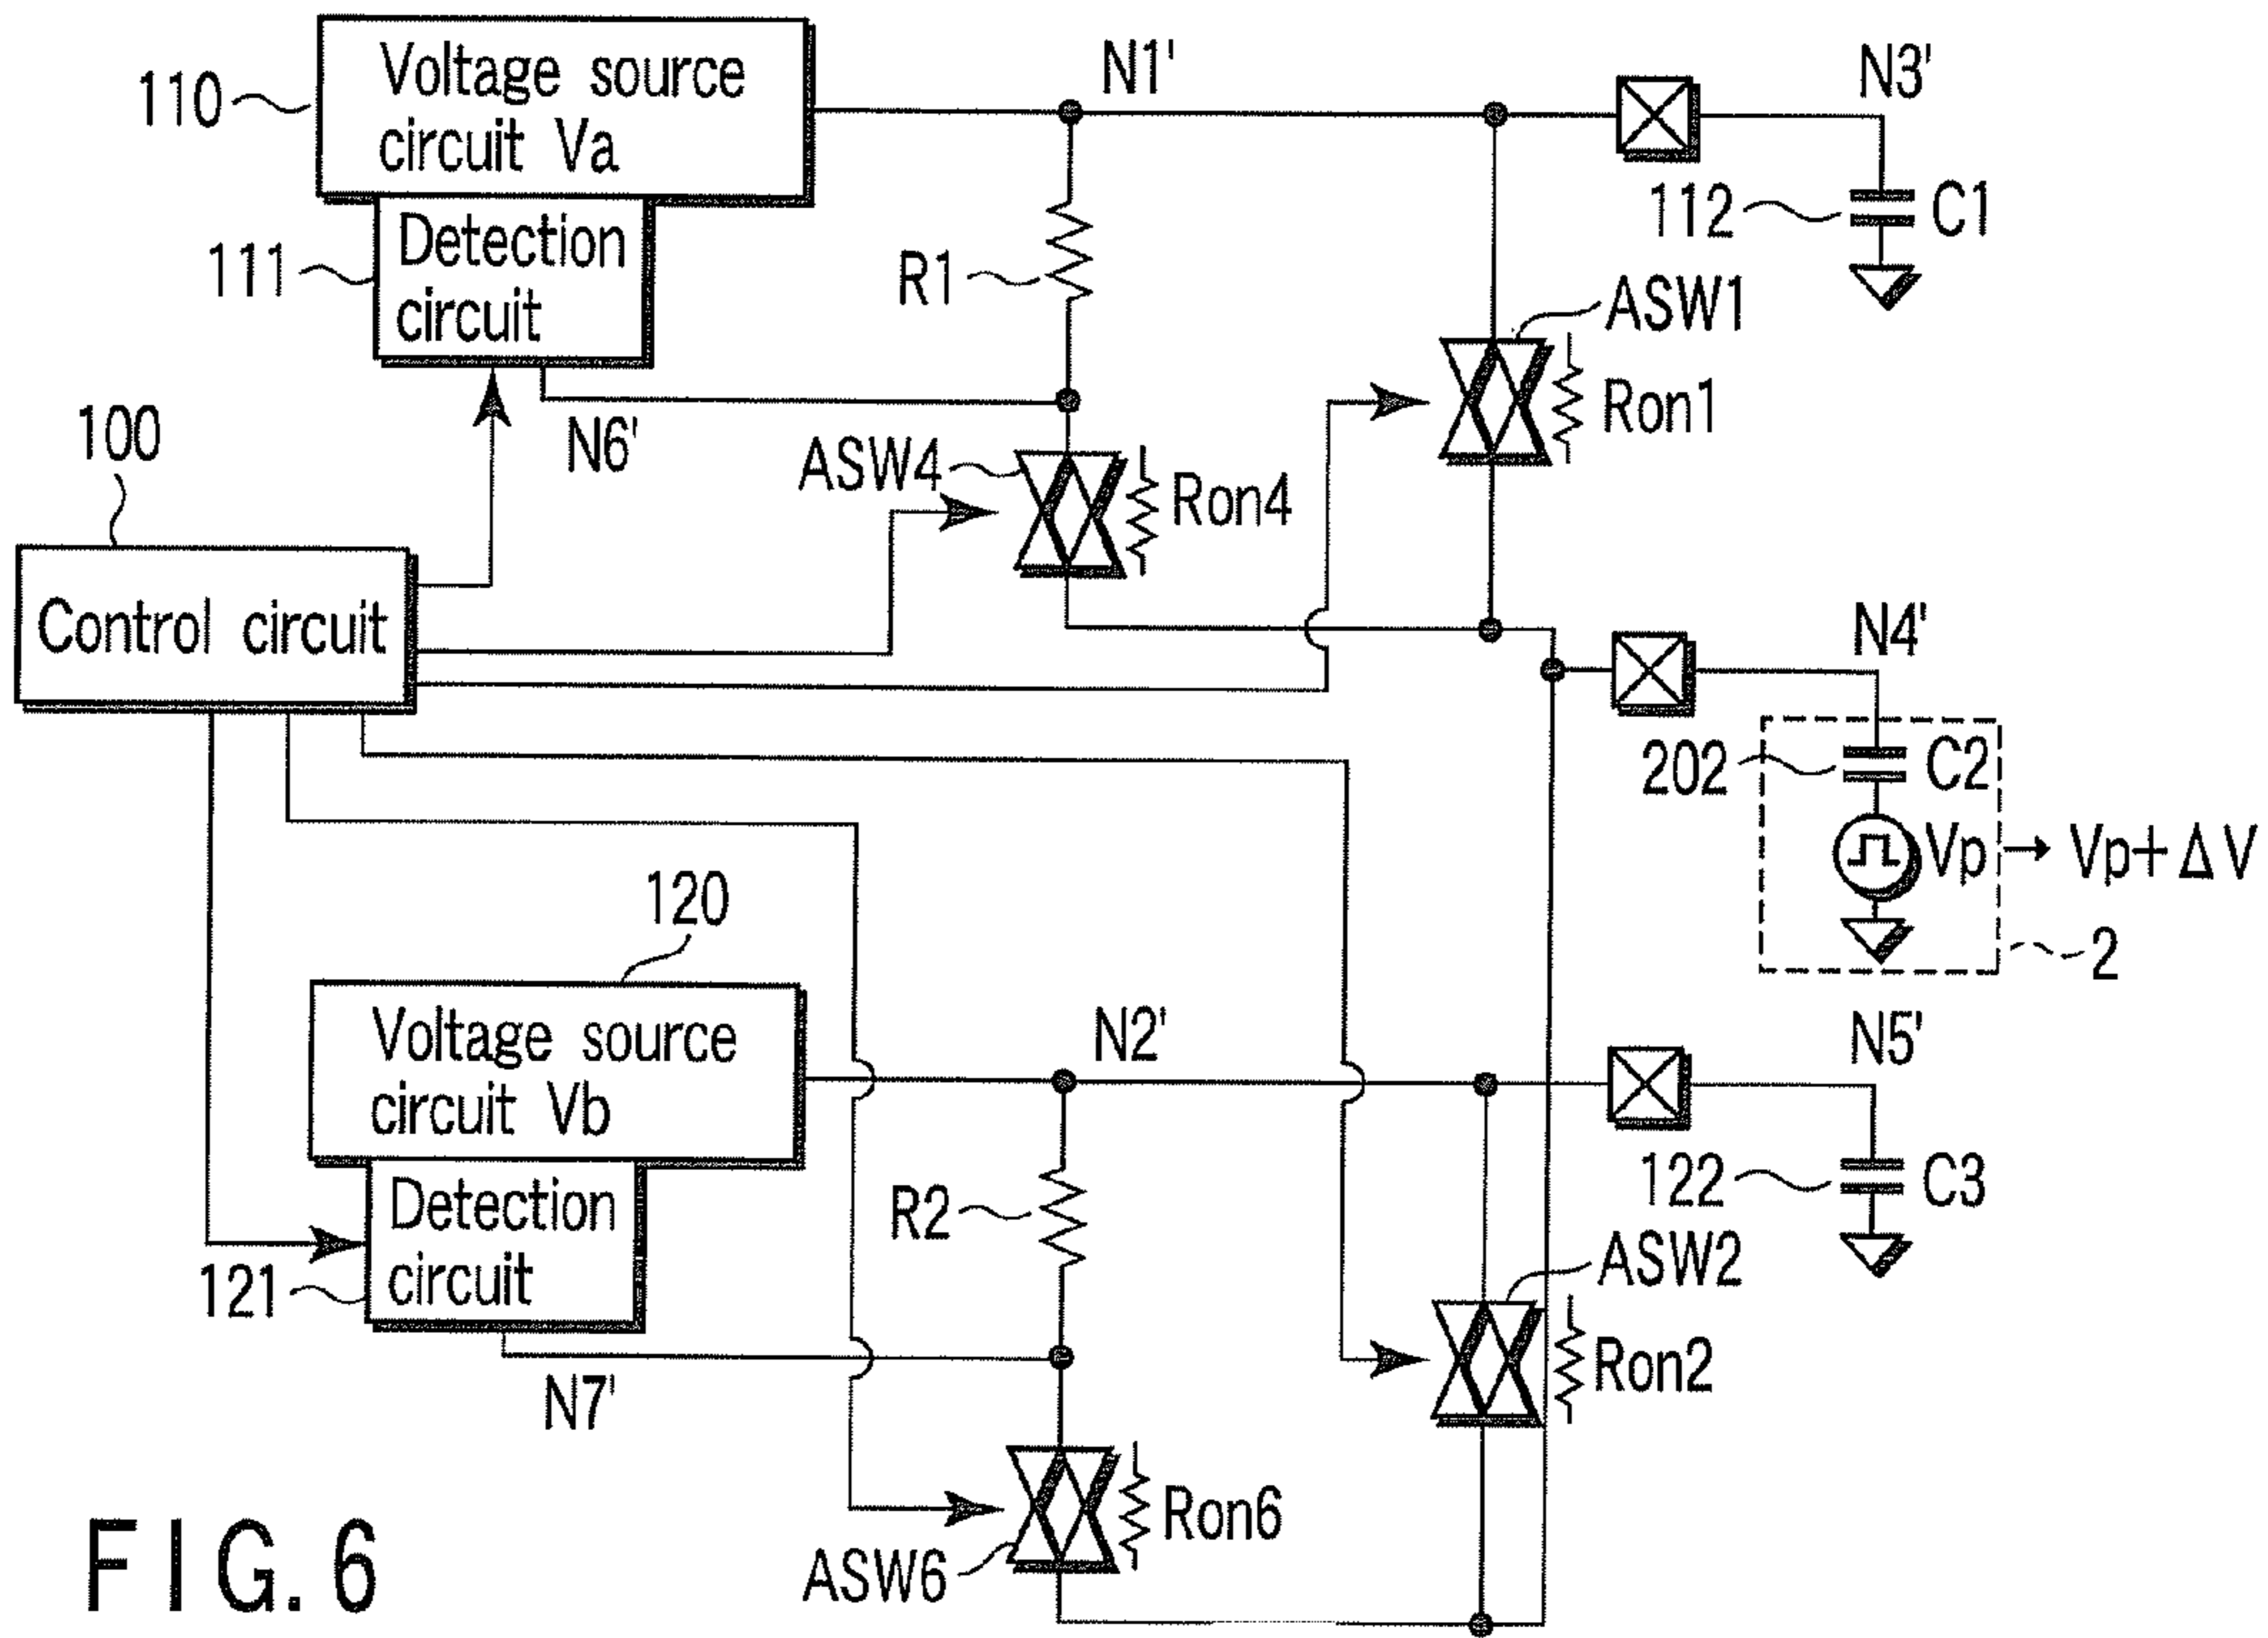 Voltage source
circuit Va
110
N1'
N3'
Detection
circuit
111
R1
112
C1
ASW1
Ron1
N6'
100
ASW4
Ron4
Control circuit
N4'
202
C2
Vp
Vp+ΔV
2
120
Voltage source
circuit Vb
N2'
N5'
Detection
circuit
121
R2
122
C3
ASW2
Ron2
N7'
Ron6
ASW6
FIG. 6